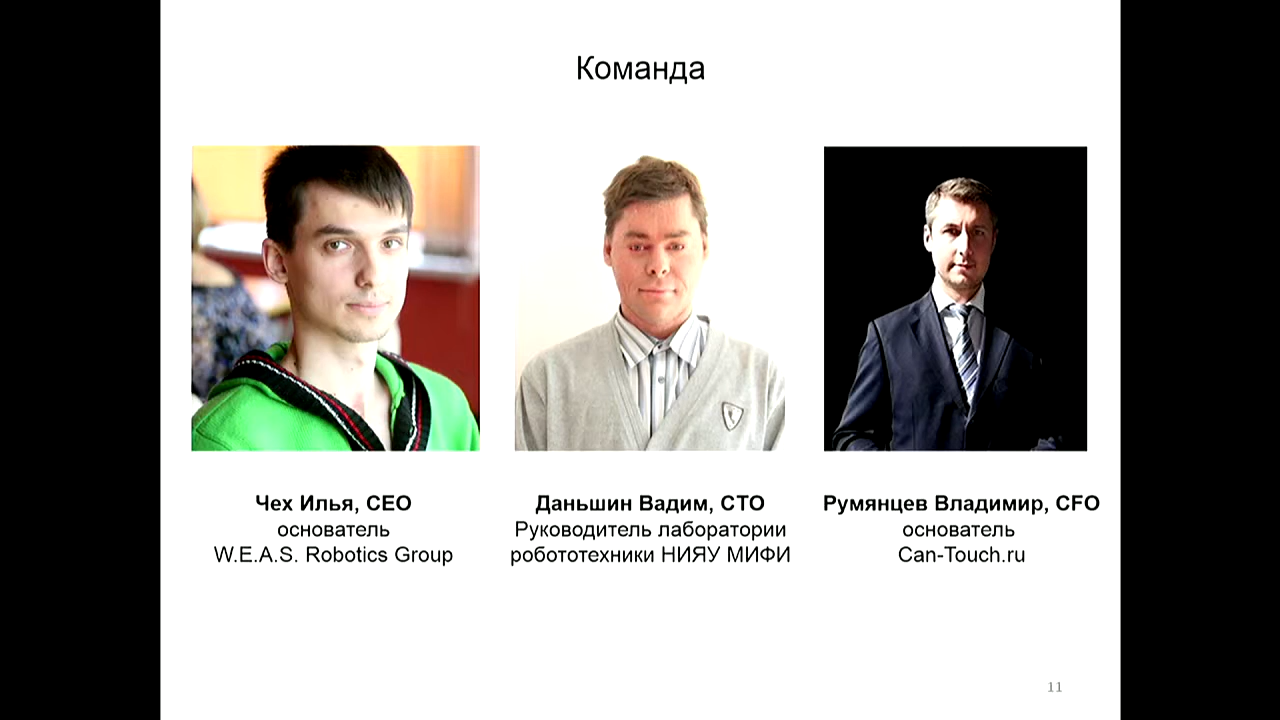 Команда
Чех Илья, CEO
основатель
W.E.A.S. Robotics Group
Даньшин Вадим, CTO
Руководитель лаборатории
робототехники НИЯУ МИФИ
Румянцев Владимир, CFO
основатель
Can-Touch.ru
11